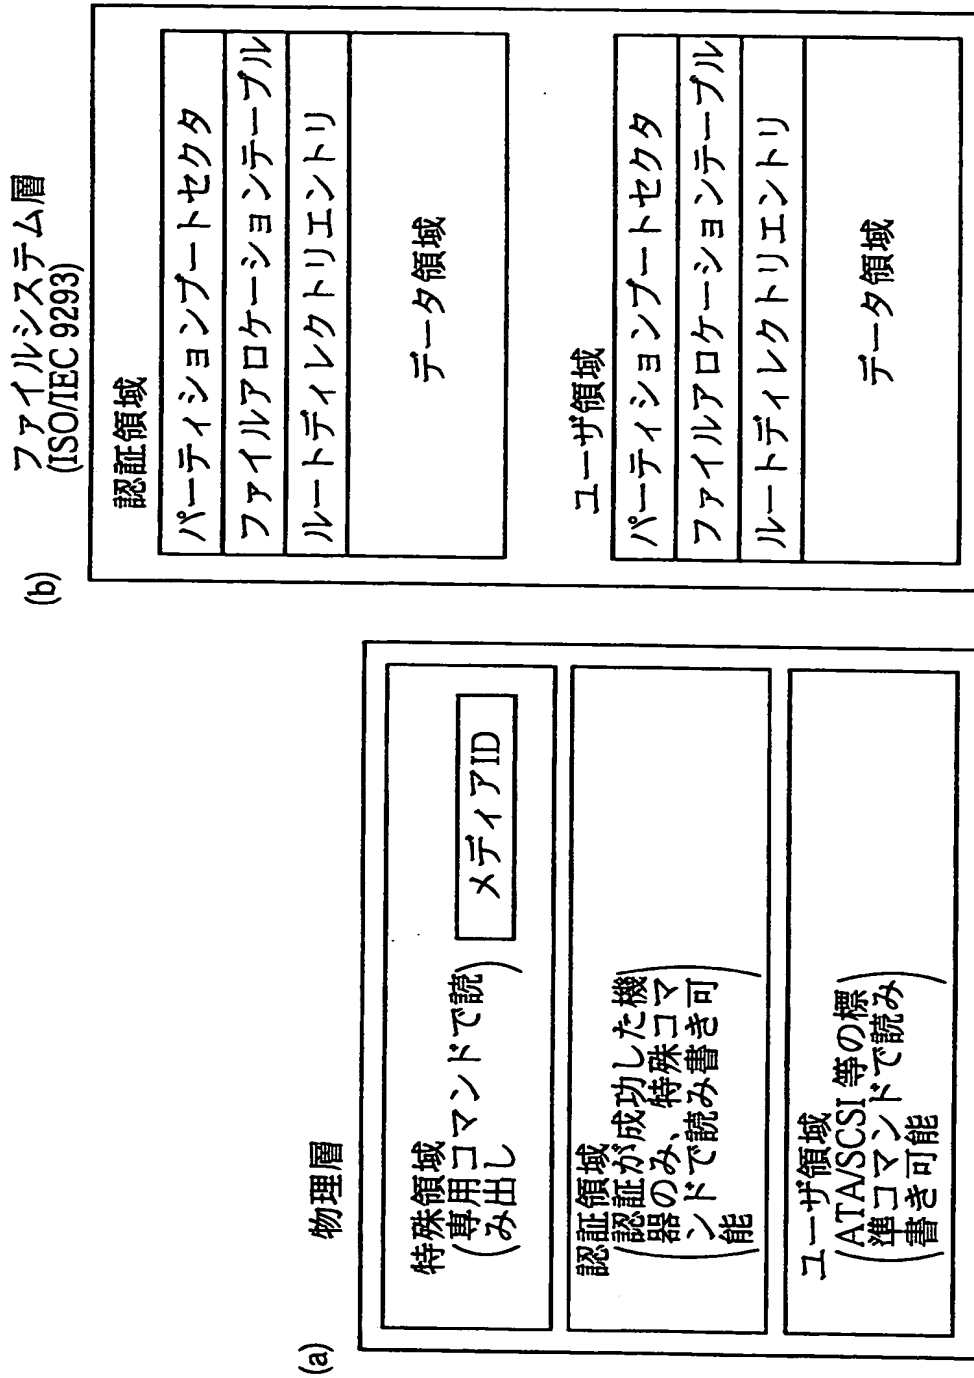 (a)
物理層
特殊領域
(専用コマンドで読
み出し)
メディアID
認証領域
(認証が成功した機
器のみ、特殊コマ
ンドで読み書き可
能)
ユーザ領域
(ATA/SCSI 等の標
準コマンドで読み
書き可能)
(b)
ファイルシステム層
(ISO/IEC 9293)
認証領域
パーティションブートセクタ
ファイルアロケーションテーブル
ルートディレクトリエントリ
データ領域
ユーザ領域
パーティションブートセクタ
ファイルアロケーションテーブル
ルートディレクトリエントリ
データ領域